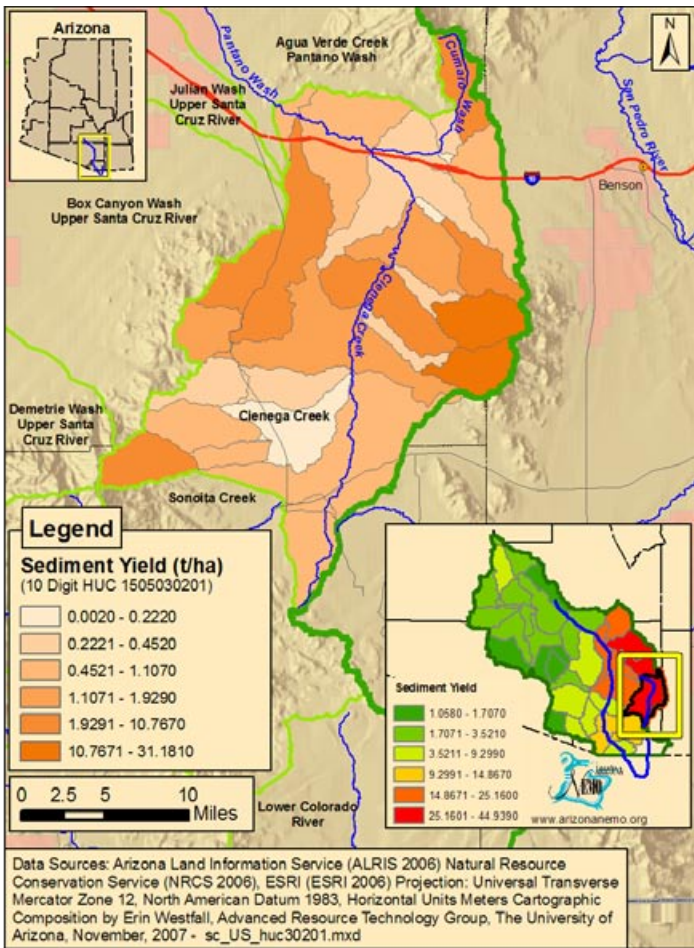 Arizona
Agua Verde Creek
Pantano Wash
N
Pantano Wash
Cumaro Wash
Julian Wash
Upper Santa
Cruz River
San Pedro River
10
Benson
Box Canyon Wash
Upper Santa Cruz River
Cienega Creek
Demetrie Wash
Upper Santa
Cruz River
Cienega Creek
Sonoita Creek
Legend
Sediment Yield (t/ha)
(10 Digit HUC 1505030201)
0.0020 - 0.2220
0.2221 - 0.4520
0.4521 - 1.1070
1.1071 - 1.9290
1.9291 - 10.7670
10.7671 - 31.1810
0 2.5 5 10
Miles
Lower Colorado
River
Sediment Yield
1.0580 - 1.7070
1.7071 - 3.5210
3.5211 - 9.2990
9.2991 - 14.8670
14.8671 - 25.1600
25.1601 - 44.9390
NEMO
www.arizonanemo.org
Data Sources: Arizona Land Information Service (ALRIS 2006) Natural Resource
Conservation Service (NRCS 2006), ESRI (ESRI 2006) Projection: Universal Transverse
Mercator Zone 12, North American Datum 1983, Horizontal Units Meters Cartographic
Composition by Erin Westfall, Advanced Resource Technology Group, The University of
Arizona, November, 2007 - sc_US_huc30201.mxd